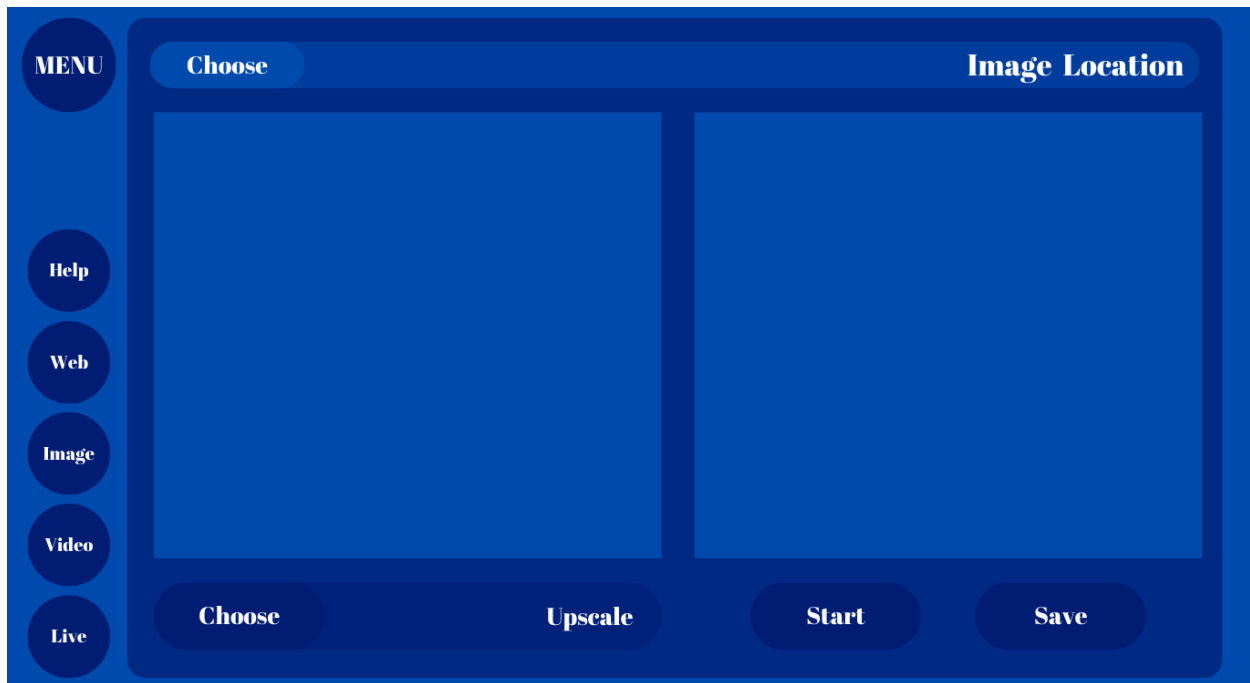 MENU
Choose
Image Location
Help
Web
Image
Video
Live
Choose
Upscale
Start
Save